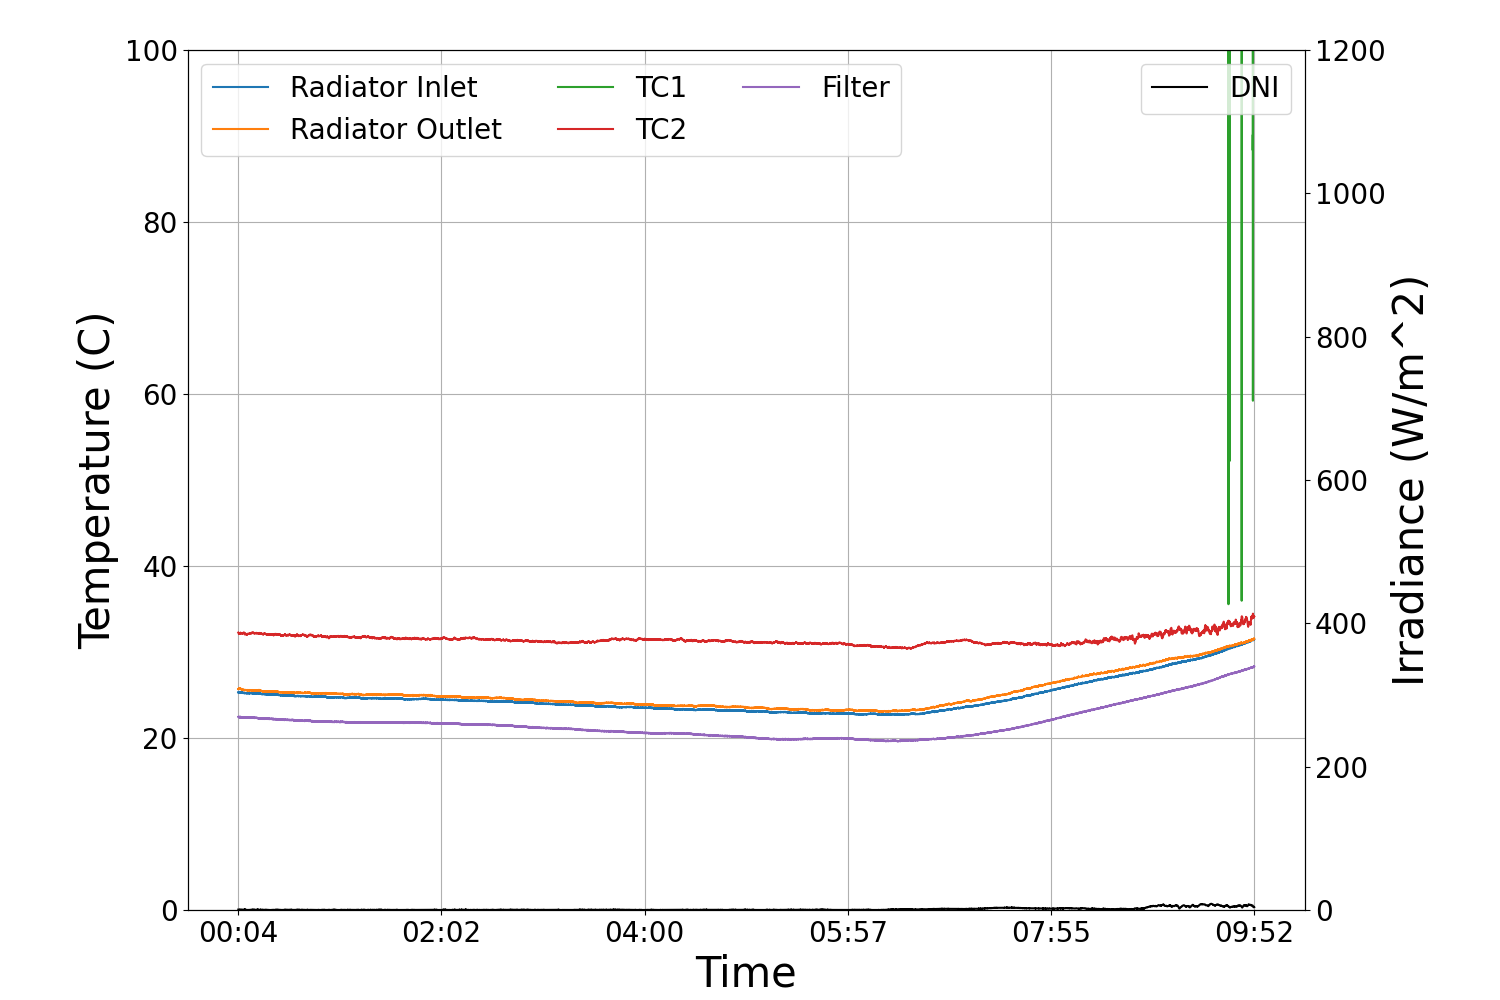 Radiator Inlet
Radiator Outlet
TC1
TC2
Filter
DNI
100
80
60
40
20
0
Temperature (C)
1200
1000
800
600
400
200
0
Irradiance (W/m^2)
00:04 02:02 04:00 05:57 07:55 09:52
Time